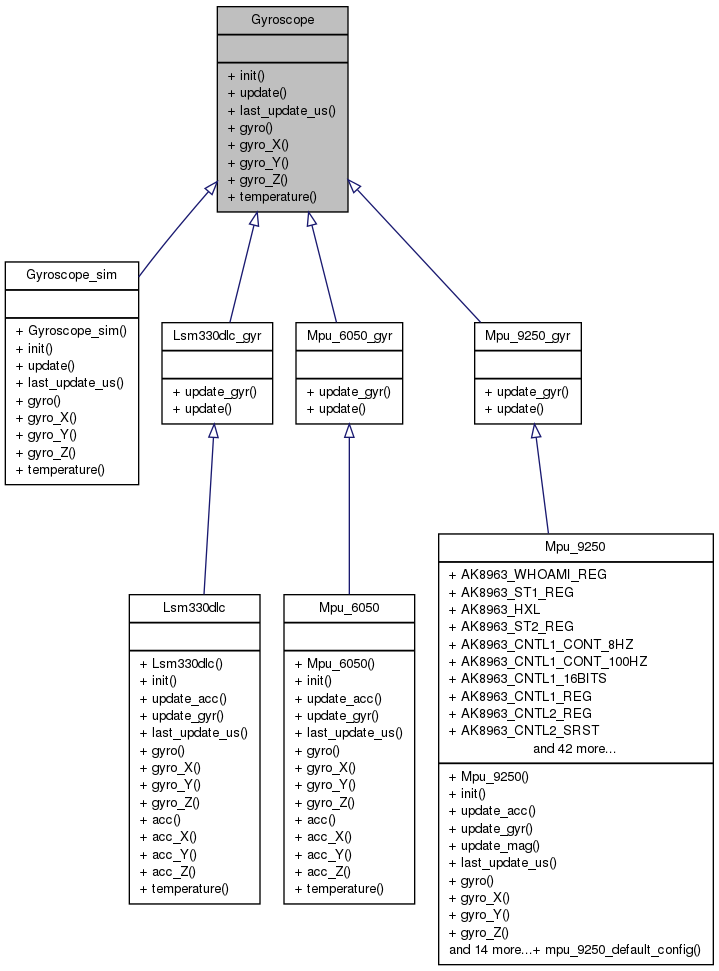 Gyroscope
+ init()
+ update()
+ last_update_us()
+ gyro()
+ gyro_X()
+ gyro_Y()
+ gyro_Z()
+ temperature()
Gyroscope_sim
+ Gyroscope_sim()
+ init()
+ update()
+ last_update_us()
+ gyro()
+ gyro_X()
+ gyro_Y()
+ gyro_Z()
+ temperature()
Lsm330dlc_gyr
+ update_gyr()
+ update()
Mpu_6050_gyr
+ update_gyr()
+ update()
Mpu_9250_gyr
+ update_gyr()
+ update()
Lsm330dlc
+ Lsm330dlc()
+ init()
+ update_acc()
+ update_gyr()
+ last_update_us()
+ gyro()
+ gyro_X()
+ gyro_Y()
+ gyro_Z()
+ acc()
+ acc_X()
+ acc_Y()
+ acc_Z()
+ temperature()
Mpu_6050
+ Mpu_6050()
+ init()
+ update_acc()
+ update_gyr()
+ last_update_us()
+ gyro()
+ gyro_X()
+ gyro_Y()
+ gyro_Z()
+ acc()
+ acc_X()
+ acc_Y()
+ acc_Z()
+ temperature()
Mpu_9250
+ AK8963_WHOAMI_REG
+ AK8963_ST1_REG
+ AK8963_HXL
+ AK8963_ST2_REG
+ AK8963_CNTL1_CONT_8HZ
+ AK8963_CNTL1_CONT_100HZ
+ AK8963_CNTL1_16BITS
+ AK8963_CNTL1_REG
+ AK8963_CNTL2_REG
+ AK8963_CNTL2_SRST
and 42 more...
+ Mpu_9250()
+ init()
+ update_acc()
+ update_gyr()
+ update_mag()
+ last_update_us()
+ gyro()
+ gyro_X()
+ gyro_Y()
+ gyro_Z()
and 14 more...+ mpu_9250_default_config()